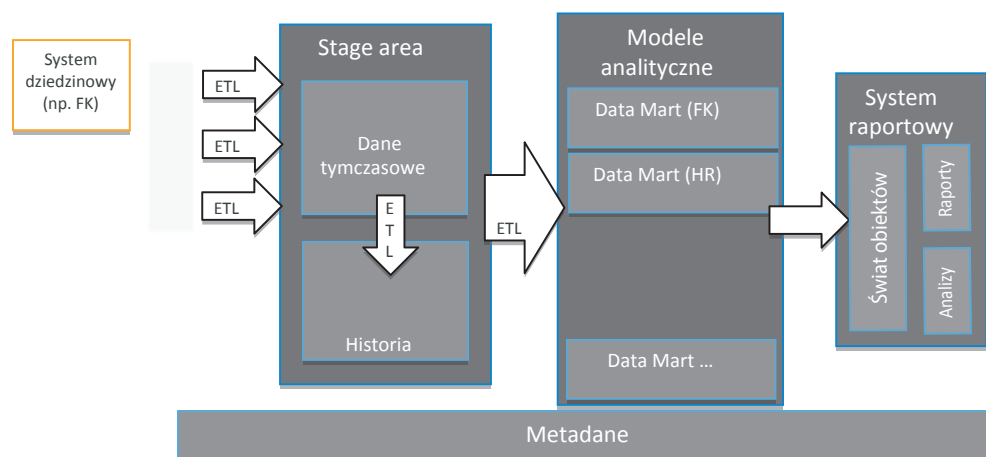 System
dziedzinowy
(np. FK)
ETL
ETL
ETL
Stage area
Dane
tymczasowe
E
T
L
Historia
ETL
Modele
analityczne
Data Mart (FK)
Data Mart (HR)
Data Mart ...
System
raportowy
Świat obiektów
Raporty
Analizy
Metadane